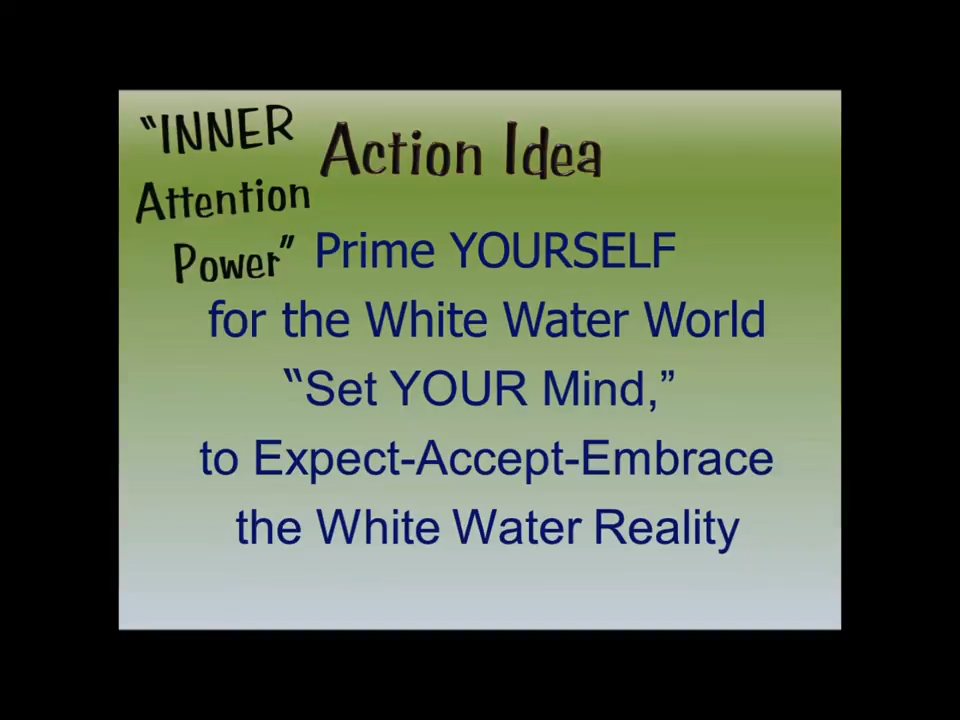 “INNER
Attention
Power”
Action Idea
Prime YOURSELF
for the White Water World
“Set YOUR Mind,”
to Expect-Accept-Embrace
the White Water Reality